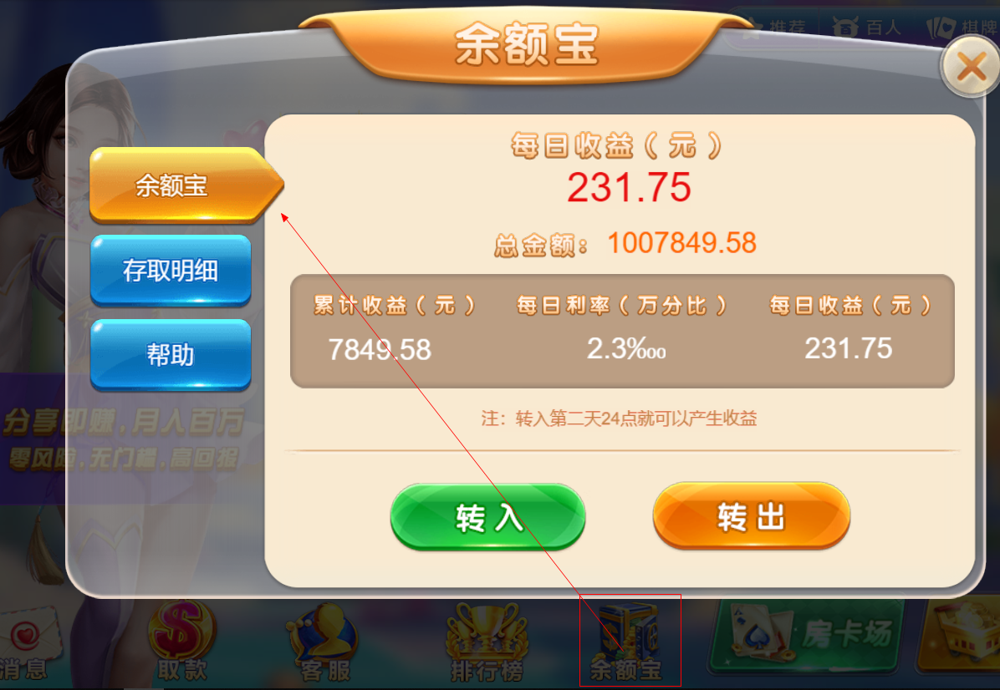 余额宝
推荐
百人
棋牌
余额宝
存取明细
帮助
每日收益(元)
231.75
总金额: 1007849.58
累计收益(元) 每日利率(万分比) 每日收益(元)
7849.58 2.3‱ 231.75
注: 转入第二天24点就可以产生收益
转入 转出
分享即赚.月入百万
零风险.无门槛.高回报
消息 取款 客服 排行榜 余额宝 房卡场